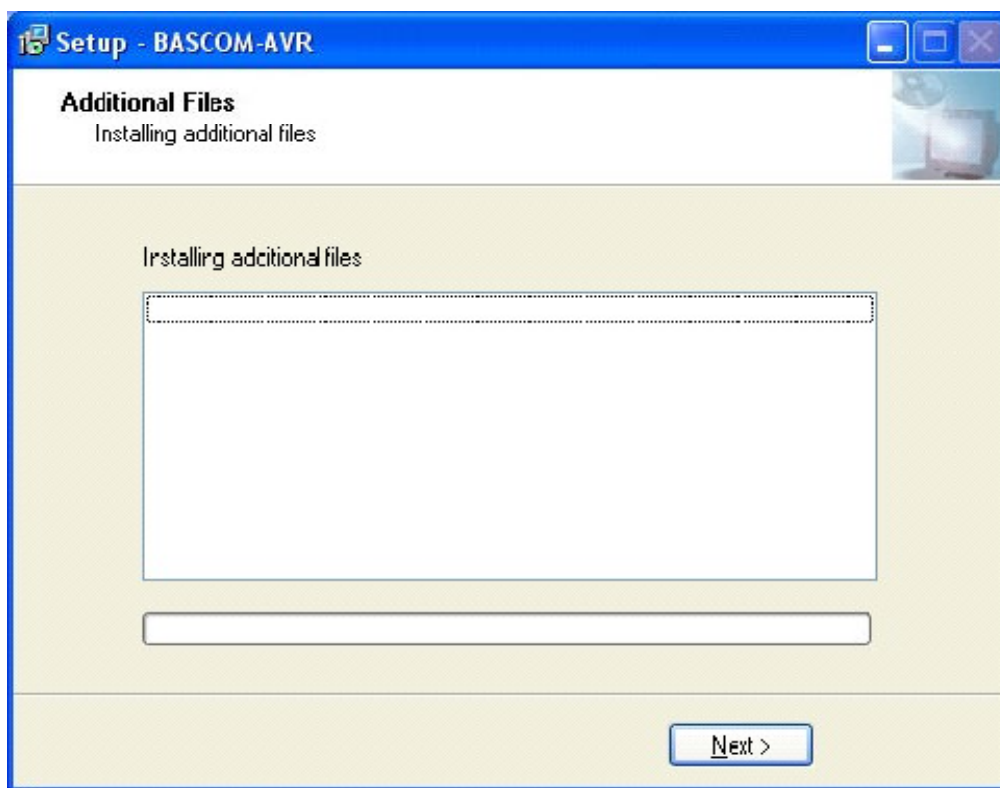 Setup - BASCOM-AVR
Additional Files
Installing additional files
Installing additional files
Next >